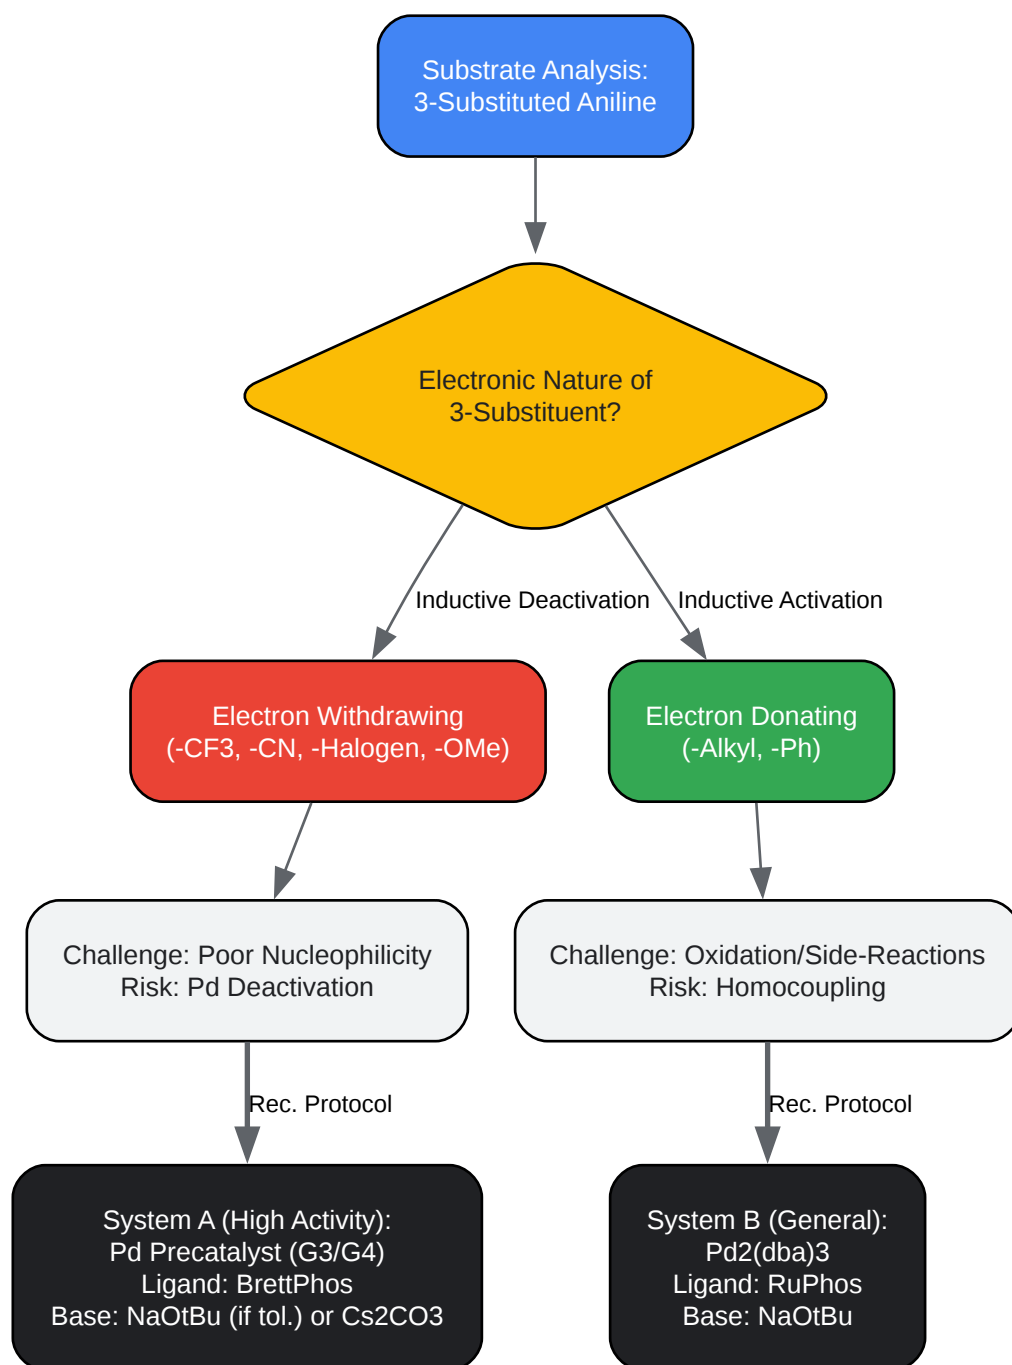 Substrate Analysis:
3-Substituted Aniline
Electronic Nature of
3-Substituent?
Inductive Deactivation
Inductive Activation
Electron Withdrawing
(-CF3, -CN, -Halogen, -OMe)
Electron Donating
(-Alkyl, -Ph)
Challenge: Poor Nucleophilicity
Risk: Pd Deactivation
Challenge: Oxidation/Side-Reactions
Risk: Homocoupling
Rec. Protocol
Rec. Protocol
System A (High Activity):
Pd Precatalyst (G3/G4)
Ligand: BrettPhos
Base: NaOtBu (if tol.) or Cs2CO3
System B (General):
Pd2(dba)3
Ligand: RuPhos
Base: NaOtBu